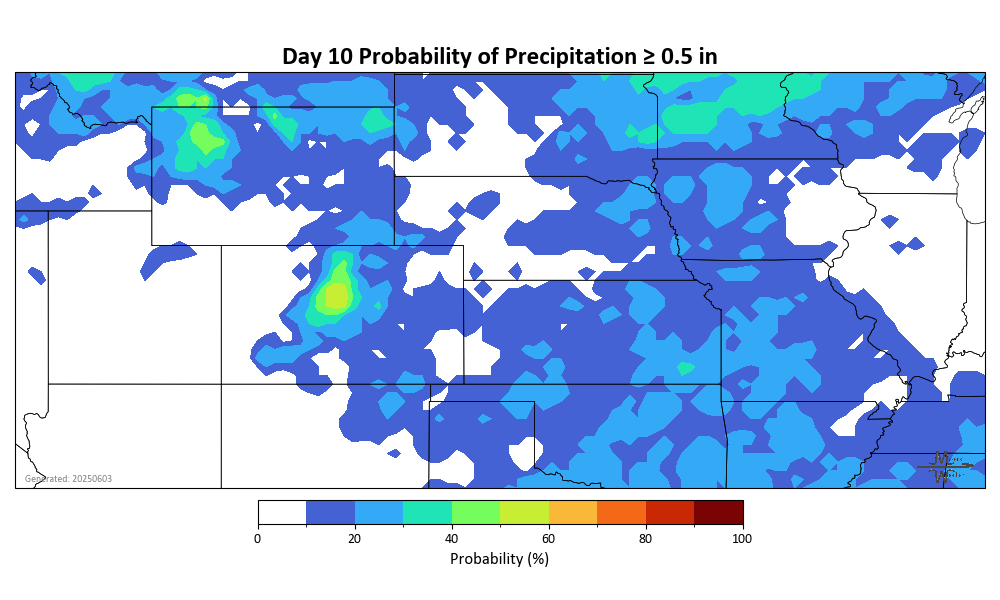 Day 10 Probability of Precipitation ≥ 0.5 in
Generated: 20250603
0 20 40 60 80 100
Probability (%)